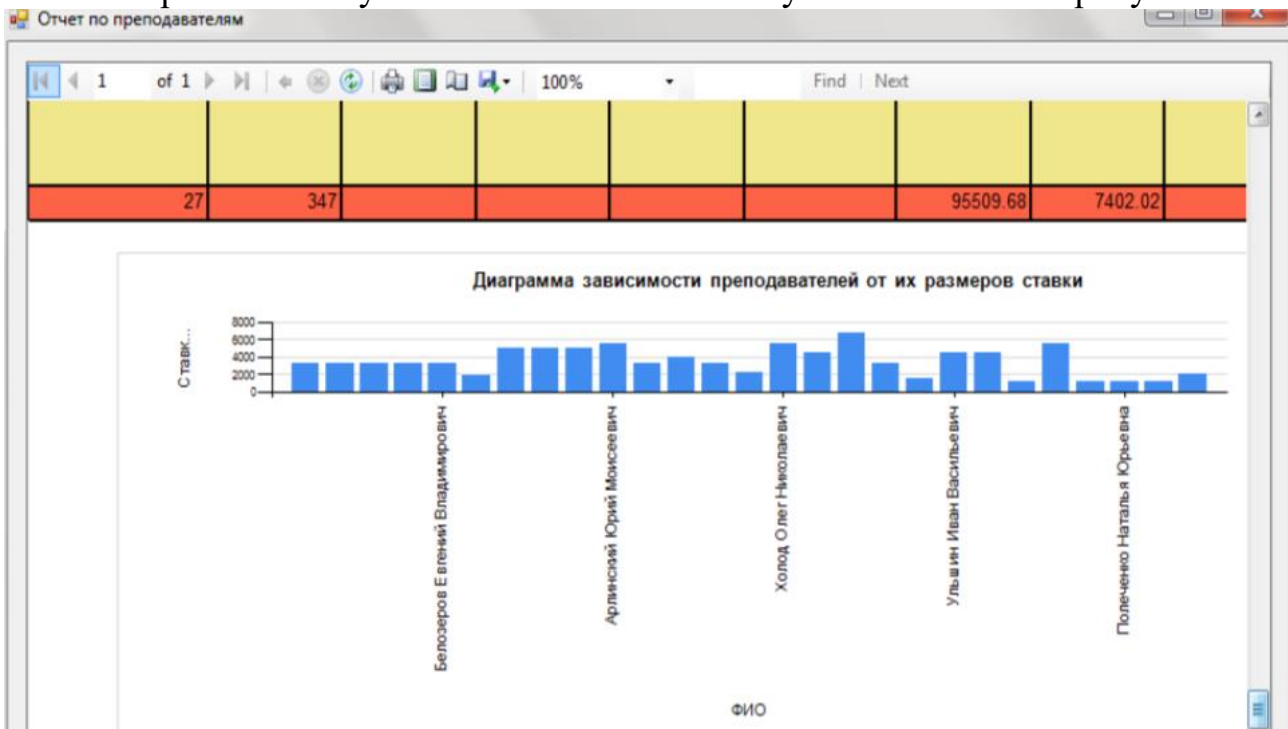 Отчет по преподавателям
1 of 1 100% Find | Next
27 347 95509.68 7402.02
Диаграмма зависимости преподавателей от их размеров ставки
Ставк...
8000
6000
4000
2000
0
Белозеров Евгений Владимирович
Арлинский Юрий Моисеевич
Холод Олег Николаевич
Ульшин Иван Васильевич
Полеченко Наталья Юрьевна
ФИО